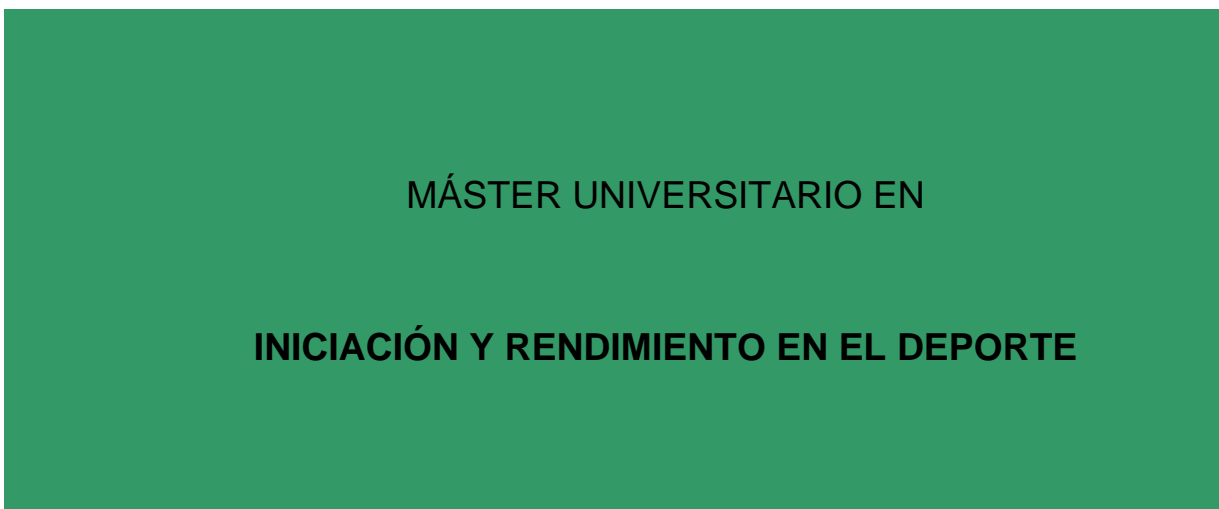 MÁSTER UNIVERSITARIO EN
INICIACIÓN Y RENDIMIENTO EN EL DEPORTE